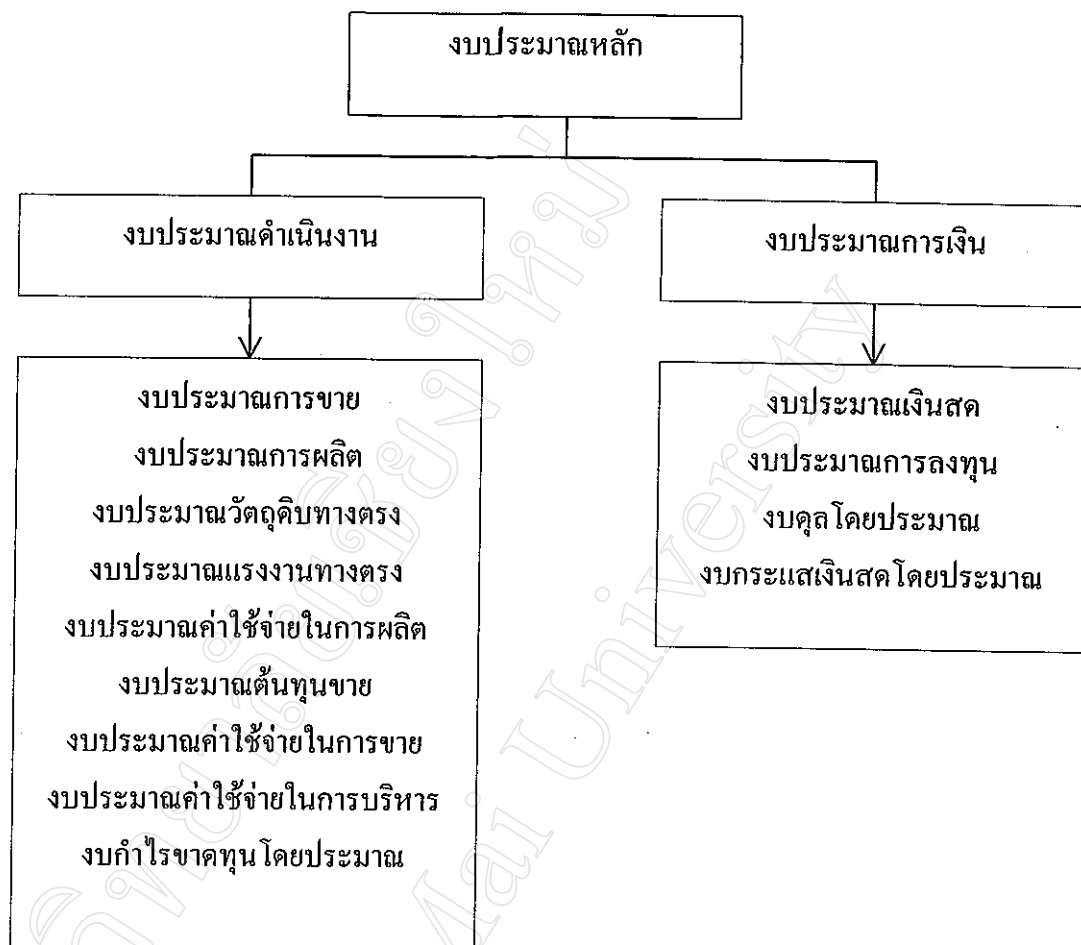 งบประมาณหลัก
งบประมาณดำเนินงาน
งบประมาณการเงิน
งบประมาณการขาย
งบประมาณการผลิต
งบประมาณวัตถุดิบทางตรง
งบประมาณแรงงานทางตรง
งบประมาณค่าใช้จ่ายในการผลิต
งบประมาณต้นทุนขาย
งบประมาณค่าใช้จ่ายในการขาย
งบประมาณค่าใช้จ่ายในการบริหาร
งบกำไรขาดทุนโดยประมาณ
งบประมาณเงินสด
งบประมาณการลงทุน
งบดุลโดยประมาณ
งบกระแสเงินสดโดยประมาณ
ิทยาลัยเชียงใหม่
Mai University